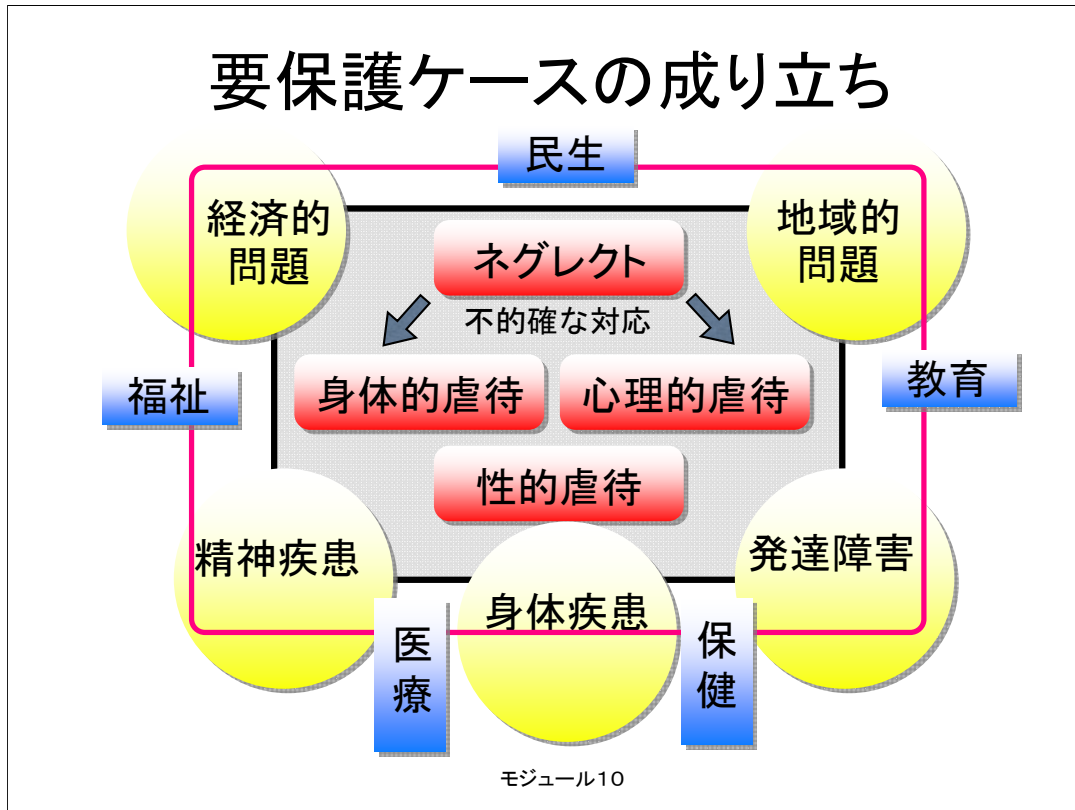 要保護ケースの成り立ち
民生
経済的
問題
地域的
問題
ネグレクト
不的確な対応
福祉
身体的虐待
心理的虐待
教育
性的虐待
精神疾患
発達障害
身体疾患
医
療
保
健
モジュール10